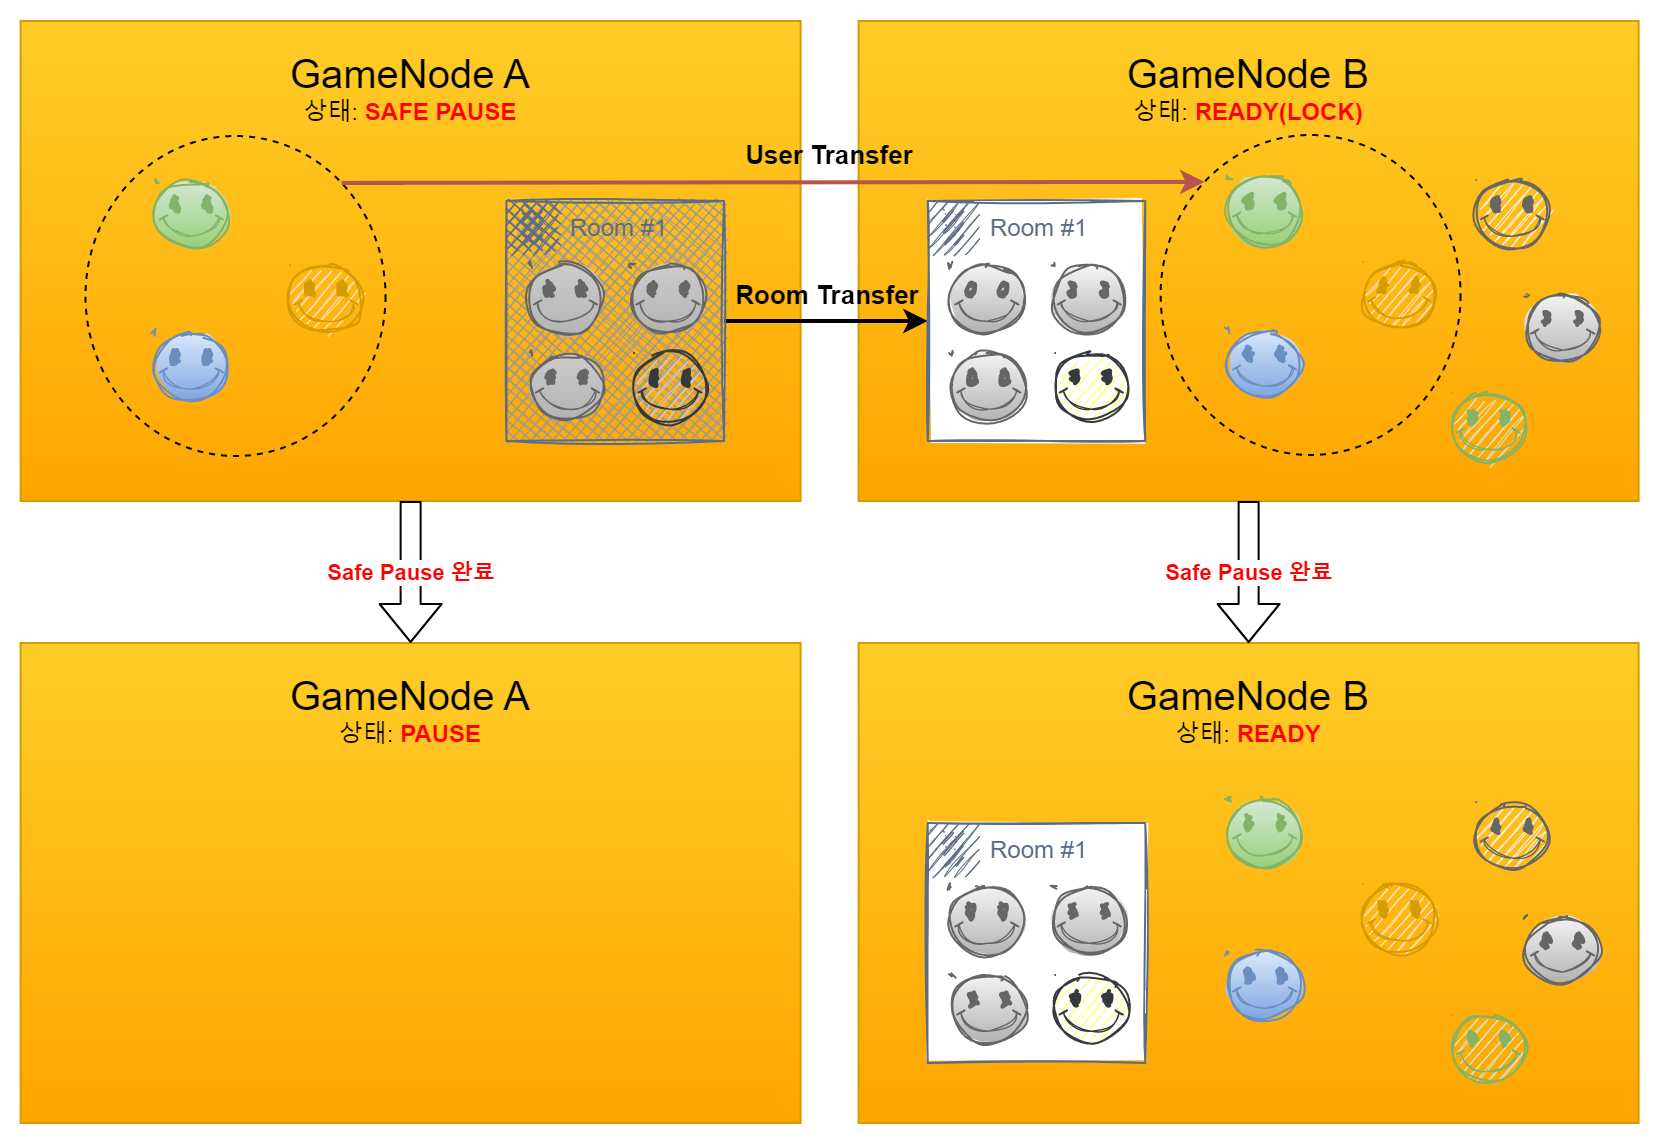 GameNode A
상태: SAFE PAUSE
GameNode B
상태: READY(LOCK)
User Transfer
Room #1
Room Transfer
Room #1
Safe Pause 완료
Safe Pause 완료
GameNode A
상태: PAUSE
GameNode B
상태: READY
Room #1